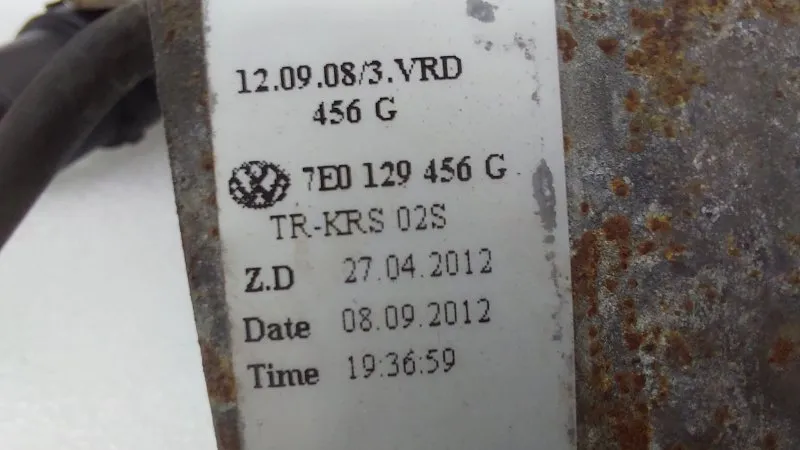 12.09.08/3.VRD
456 G
7E0 129 456 G
TR-KRS 02S
Z.D 27.04.2012
Date 08.09.2012
Time 19:36:59